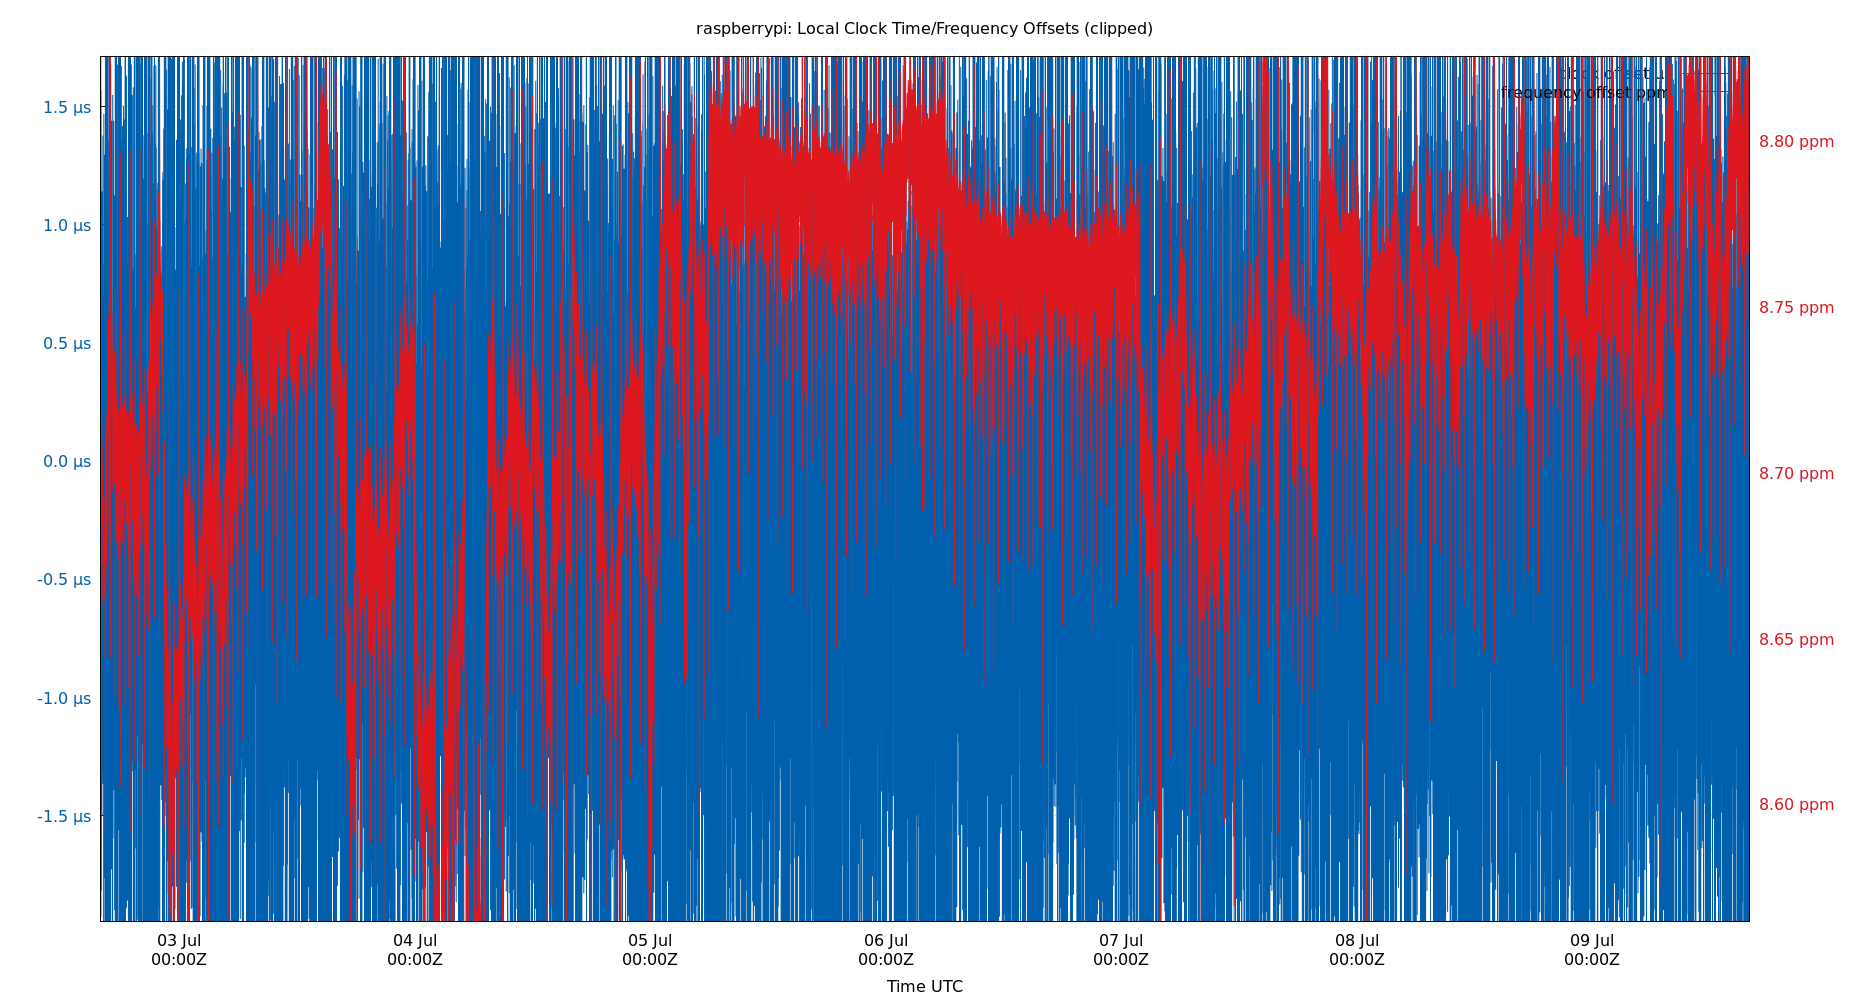 raspberrypi: Local Clock Time/Frequency Offsets (clipped)
clock offset
frequency offset ppm
1.5 µs
1.0 µs
0.5 µs
0.0 µs
-0.5 µs
-1.0 µs
-1.5 µs
8.80 ppm
8.75 ppm
8.70 ppm
8.65 ppm
8.60 ppm
03 Jul 04 Jul 05 Jul 06 Jul 07 Jul 08 Jul 09 Jul
00:00Z 00:00Z 00:00Z 00:00Z 00:00Z 00:00Z 00:00Z
Time UTC